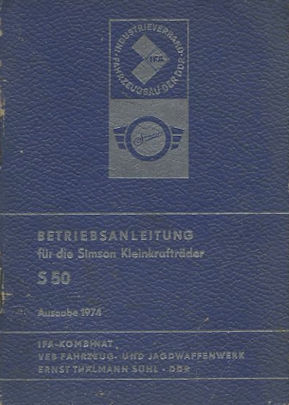 INDUSTRIEVERBAND
FAHRZEUGBAU DER DDR
IFA
Simson
BETRIEBSANLEITUNG
für die Simson Kleinkrafträder
S 50
Ausgabe 1974
IFA-KOMBINAT
VEB FAHRZEUG- UND JAGDWAFFENWERK
ERNST THÄLMANN SUHL - DDR